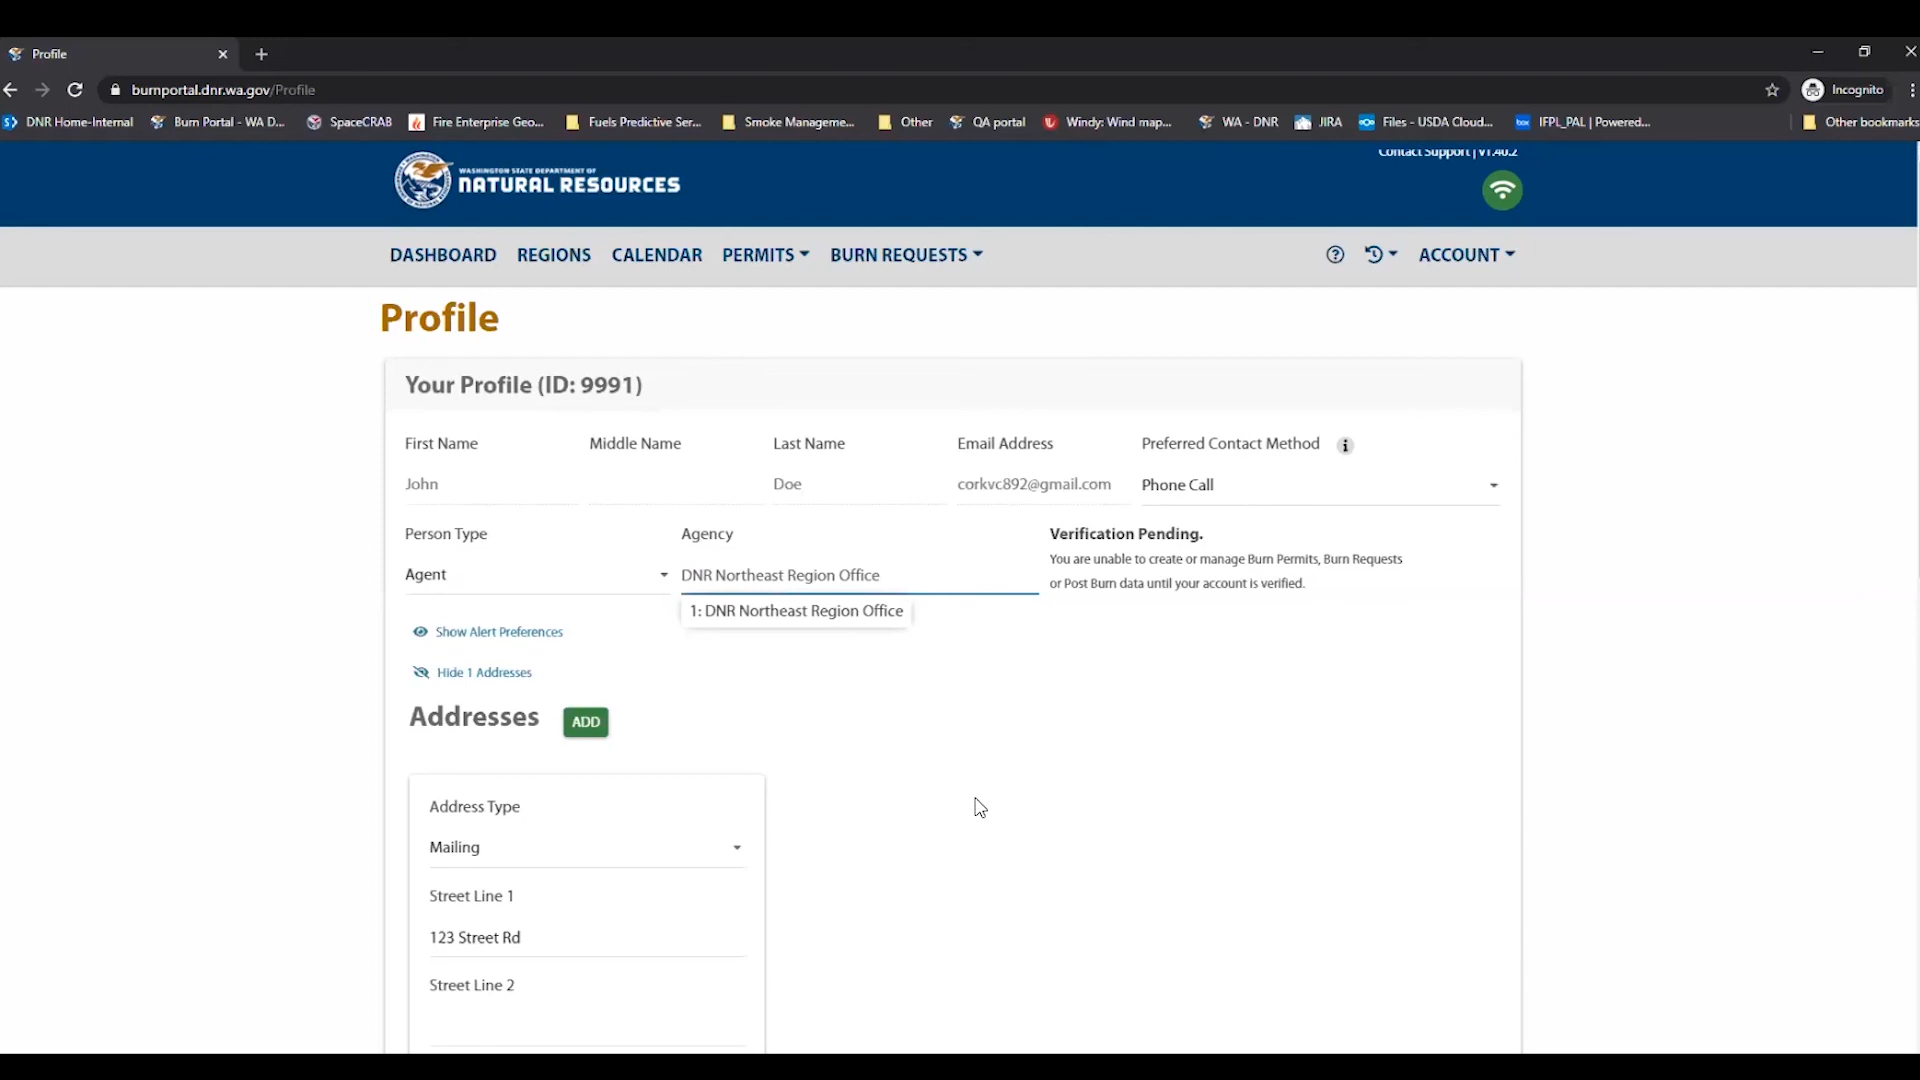 Profile
burnportal.dnr.wa.gov/Profile
Incognito
DNR Home-Internal
Burn Portal - WA D...
SpaceCRAB
Fire Enterprise Geo...
Fuels Predictive Ser...
Smoke Manageme...
Other
QA portal
Windy: Wind map...
WA - DNR
JIRA
Files - USDA Cloud...
IFPL_PAL | Powered...
Other bookmarks
Contact Support | V1.40.2
WASHINGTON STATE DEPARTMENT OF
NATURAL RESOURCES
DASHBOARD
REGIONS
CALENDAR
PERMITS
BURN REQUESTS
ACCOUNT
Profile
Your Profile (ID: 9991)
First Name
Middle Name
Last Name
Email Address
Preferred Contact Method
John
Doe
corkvc892@gmail.com
Phone Call
Person Type
Agency
Verification Pending.
You are unable to create or manage Burn Permits, Burn Requests
or Post Burn data until your account is verified.
Agent
DNR Northeast Region Office
1: DNR Northeast Region Office
Show Alert Preferences
Hide 1 Addresses
Addresses
ADD
Address Type
Mailing
Street Line 1
123 Street Rd
Street Line 2